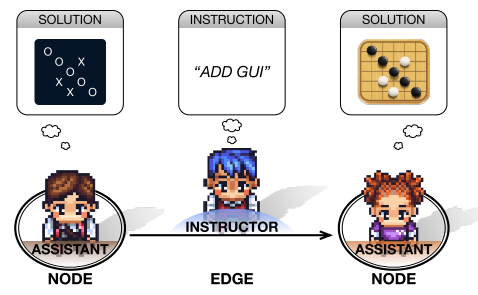 SOLUTION
INSTRUCTION
SOLUTION
O
O X
O
X X O
X O
“ADD GUI”
ASSISTANT
INSTRUCTOR
ASSISTANT
NODE
EDGE
NODE